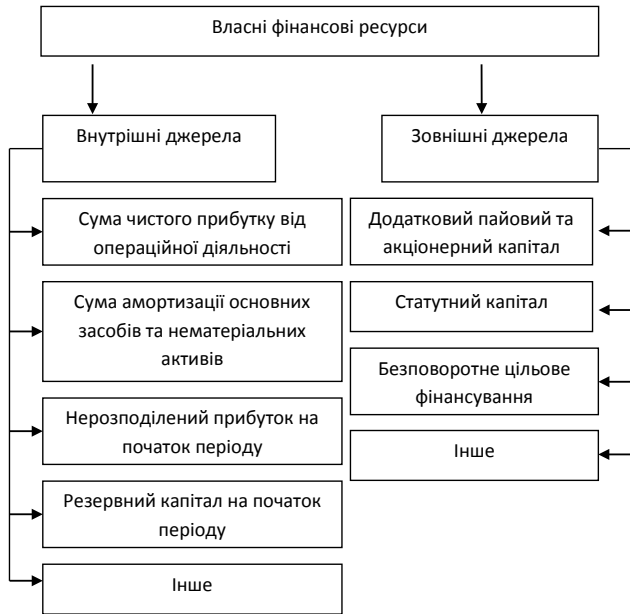 Власні фінансові ресурси
Внутрішні джерела
Зовнішні джерела
Сума чистого прибутку від
операційної діяльності
Сума амортизації основних
засобів та нематеріальних
активів
Нерозподілений прибуток на
початок періоду
Резервний капітал на початок
періоду
Інше
Додатковий пайовий та
акціонерний капітал
Статутний капітал
Безповоротне цільове
фінансування
Інше